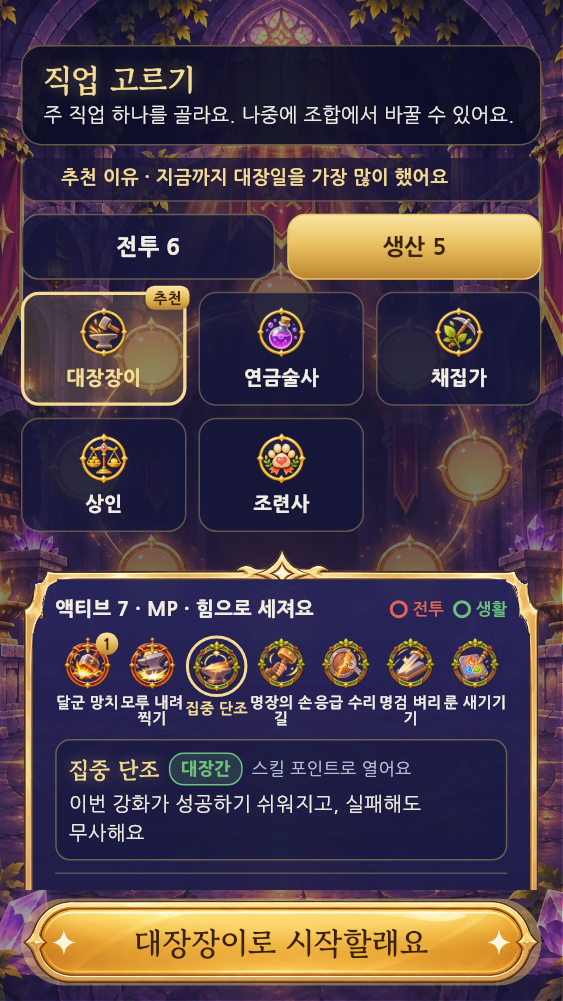 직업 고르기
주 직업 하나를 골라요. 나중에 조합에서 바꿀 수 있어요.
추천 이유 · 지금까지 대장일을 가장 많이 했어요
전투 6
생산 5
추천
대장장이
연금술사
채집가
상인
조련사
액티브 7 · MP · 힘으로 세져요
전투
생활
1
달군 망치
모루 내려
찍기
집중 단조
명장의 손
길
응급 수리
명검 벼리
기
룬 새기기
집중 단조
대장간
스킬 포인트로 열어요
이번 강화가 성공하기 쉬워지고, 실패해도
무사해요
대장장이로 시작할래요